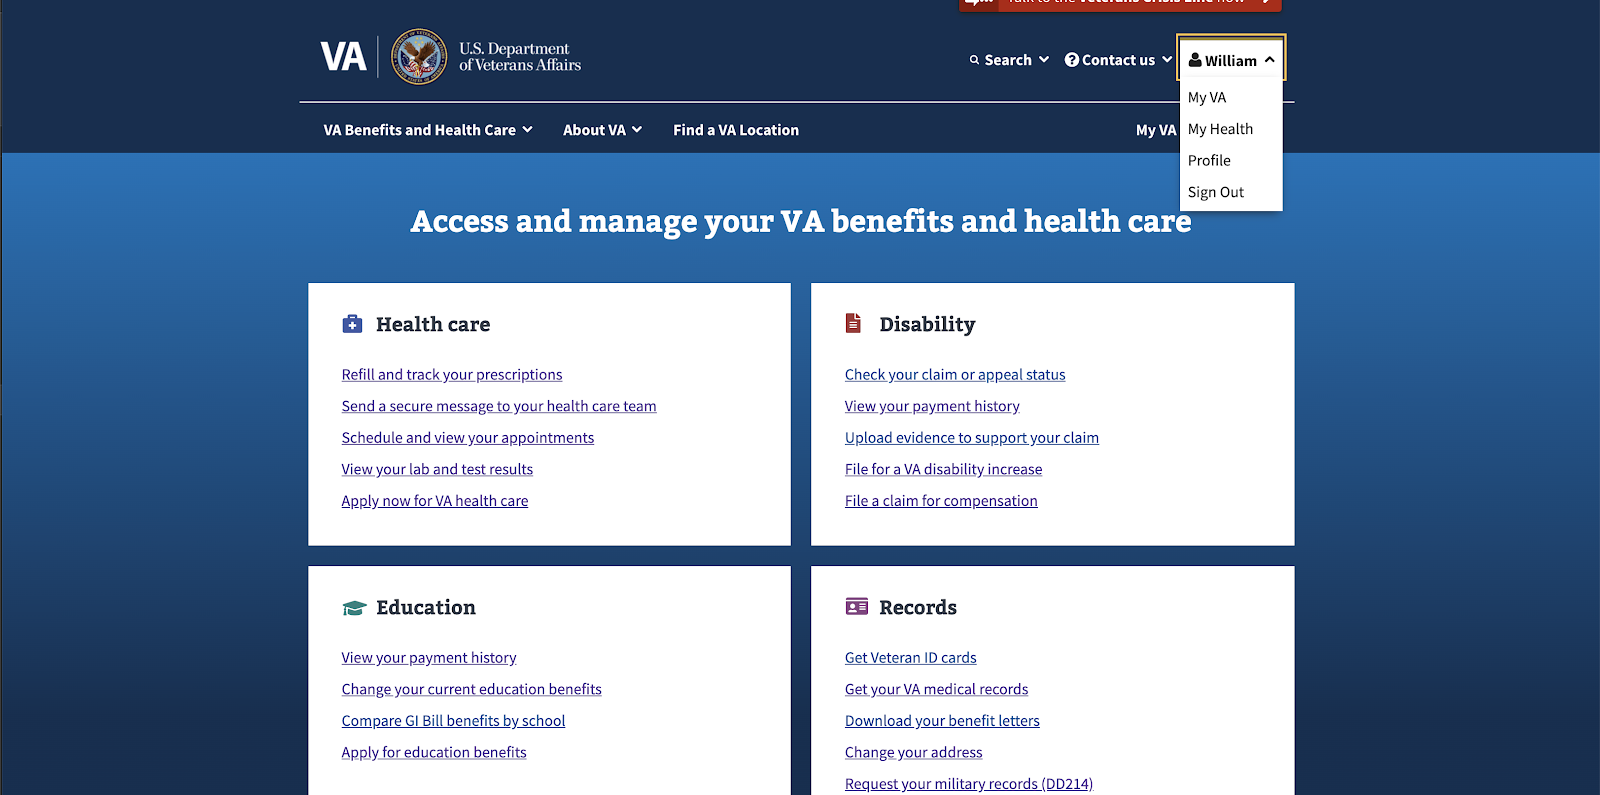 Talk to the Veterans Crisis Line now
VA
U.S. Department
of Veterans Affairs
Search
Contact us
William
My VA
My Health
Profile
Sign Out
VA Benefits and Health Care
About VA
Find a VA Location
My VA
Access and manage your VA benefits and health care
Health care
Refill and track your prescriptions
Send a secure message to your health care team
Schedule and view your appointments
View your lab and test results
Apply now for VA health care
Disability
Check your claim or appeal status
View your payment history
Upload evidence to support your claim
File for a VA disability increase
File a claim for compensation
Education
View your payment history
Change your current education benefits
Compare GI Bill benefits by school
Apply for education benefits
Records
Get Veteran ID cards
Get your VA medical records
Download your benefit letters
Change your address
Request your military records (DD214)